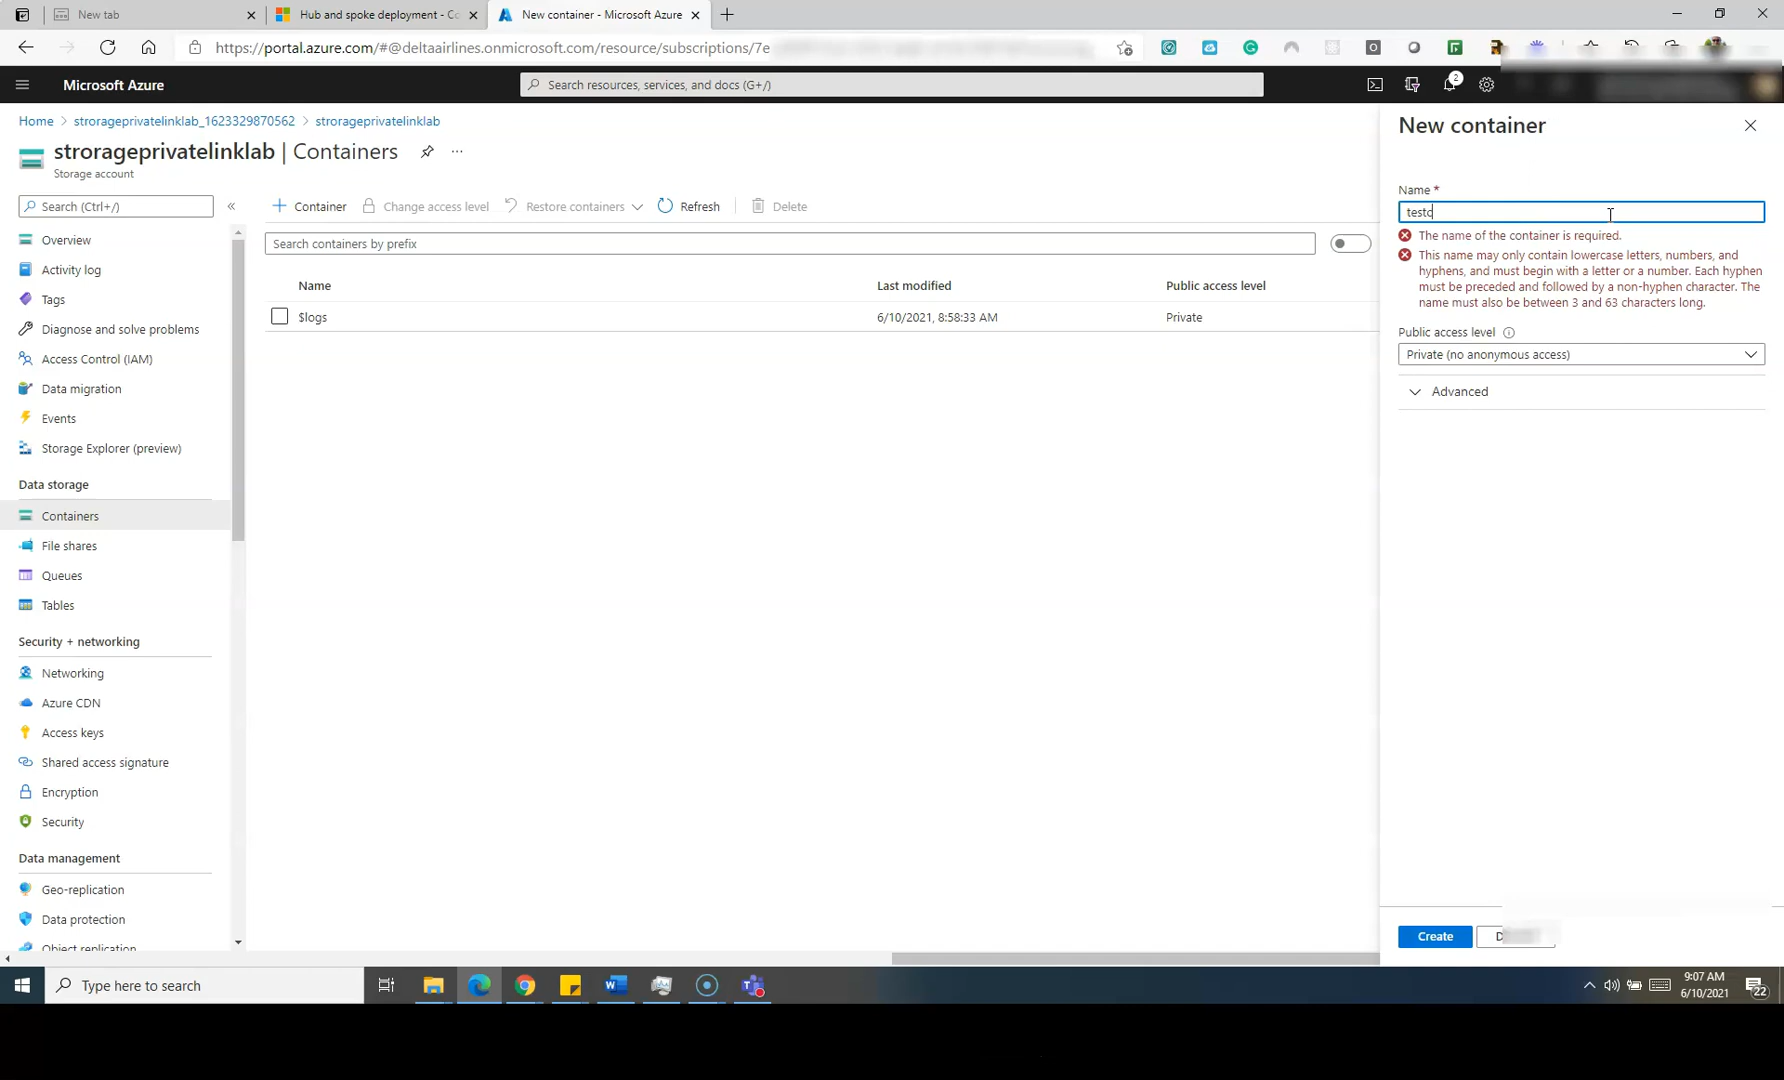 New tab
Hub and spoke deployment - Co
New container - Microsoft Azure
https://portal.azure.com/#@deltaairlines.onmicrosoft.com/resource/subscriptions/7e
Microsoft Azure
Search resources, services, and docs (G+/)
2
Home > strorageprivatelinklab_1623329870562 > strorageprivatelinklab
strorageprivatelinklab | Containers
Storage account
Search (Ctrl+/)
«
+ Container
Change access level
Restore containers
Refresh
Delete
Search containers by prefix
Name
Last modified
Public access level
$logs
6/10/2021, 8:58:33 AM
Private
Overview
Activity log
Tags
Diagnose and solve problems
Access Control (IAM)
Data migration
Events
Storage Explorer (preview)
Data storage
Containers
File shares
Queues
Tables
Security + networking
Networking
Azure CDN
Access keys
Shared access signature
Encryption
Security
Data management
Geo-replication
Data protection
Object replication
New container
Name *
testc
The name of the container is required.
This name may only contain lowercase letters, numbers, and
hyphens, and must begin with a letter or a number. Each hyphen
must be preceded and followed by a non-hyphen character. The
name must also be between 3 and 63 characters long.
Public access level
Private (no anonymous access)
Advanced
Create
Type here to search
9:07 AM
6/10/2021
22